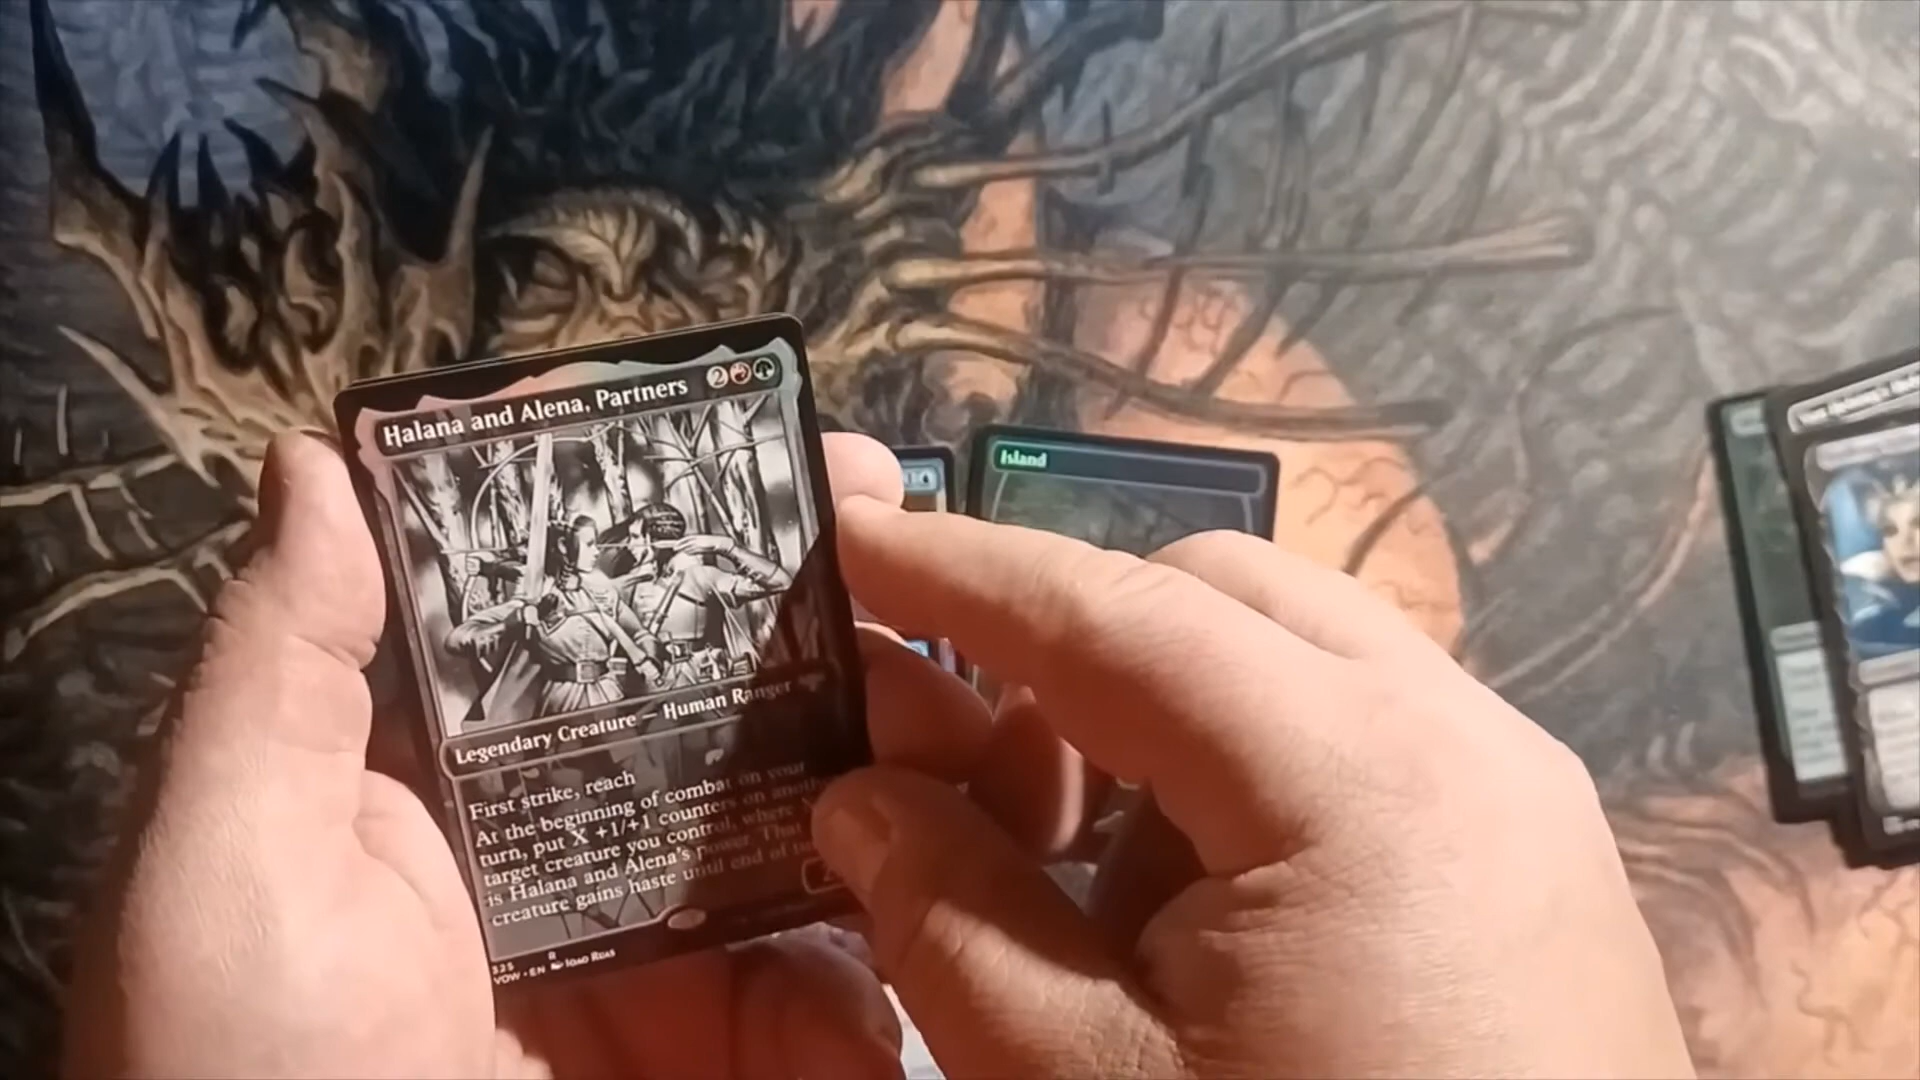 Halana and Alena, Partners 2
Island
Legendary Creature — Human Ranger
First strike, reach
At the beginning of combat on your
turn, put X +1/+1 counters on another
target creature you control, where
is Halana and Alena's power. That
creature gains haste until end of
325 R
VOW • EN